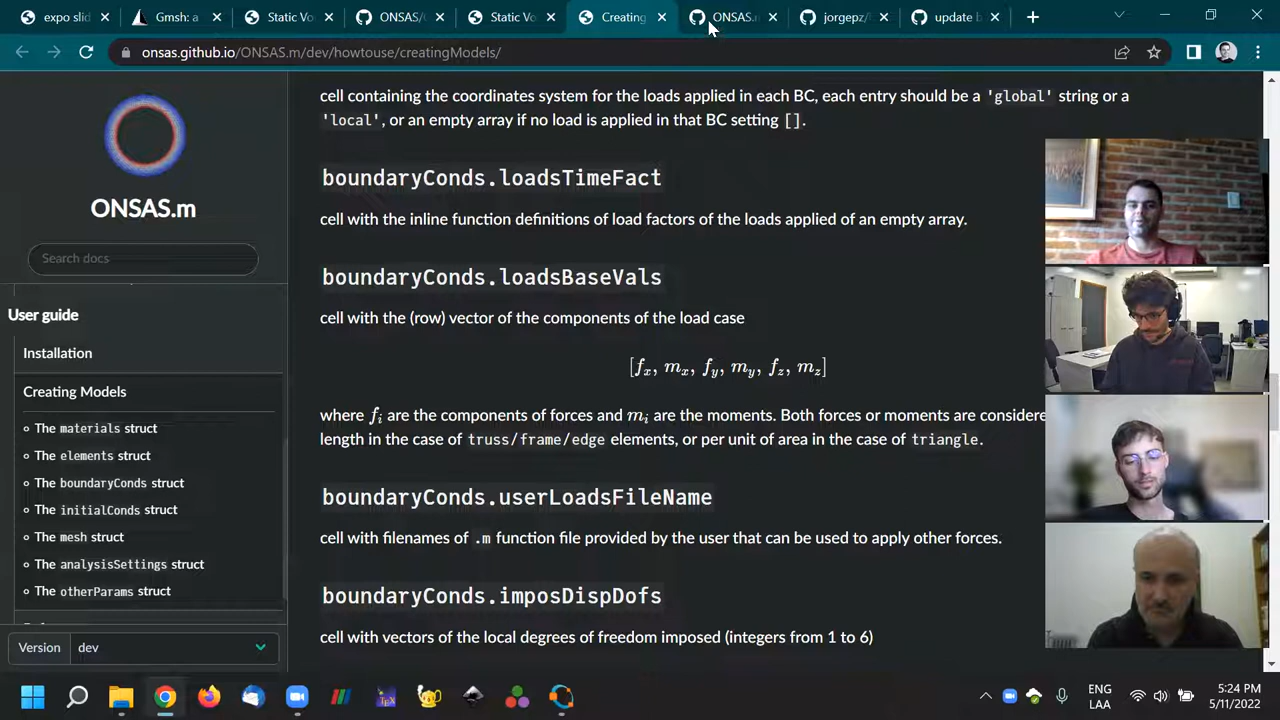 expo slid
Gmsh: a
Static Vo
ONSAS/O
Static Vo
Creating
ONSAS.m
jorgepz/
update b
onsas.github.io/ONSAS.m/dev/howtouse/creatingModels/
ONSAS.m
Search docs
User guide
Installation
Creating Models
The materials struct
The elements struct
The boundaryConds struct
The initialConds struct
The mesh struct
The analysisSettings struct
The otherParams struct
Version dev
cell containing the coordinates system for the loads applied in each BC, each entry should be a 'global' string or a
'local', or an empty array if no load is applied in that BC setting [].
boundaryConds.loadsTimeFact
cell with the inline function definitions of load factors of the loads applied of an empty array.
boundaryConds.loadsBaseVals
cell with the (row) vector of the components of the load case
[fx, mx, fy, my, fz, mz]
where fi are the components of forces and mi are the moments. Both forces or moments are considere
length in the case of truss/frame/edge elements, or per unit of area in the case of triangle.
boundaryConds.userLoadsFileName
cell with filenames of .m function file provided by the user that can be used to apply other forces.
boundaryConds.imposDispDofs
cell with vectors of the local degrees of freedom imposed (integers from 1 to 6)
ENG
LAA
5:24 PM
5/11/2022